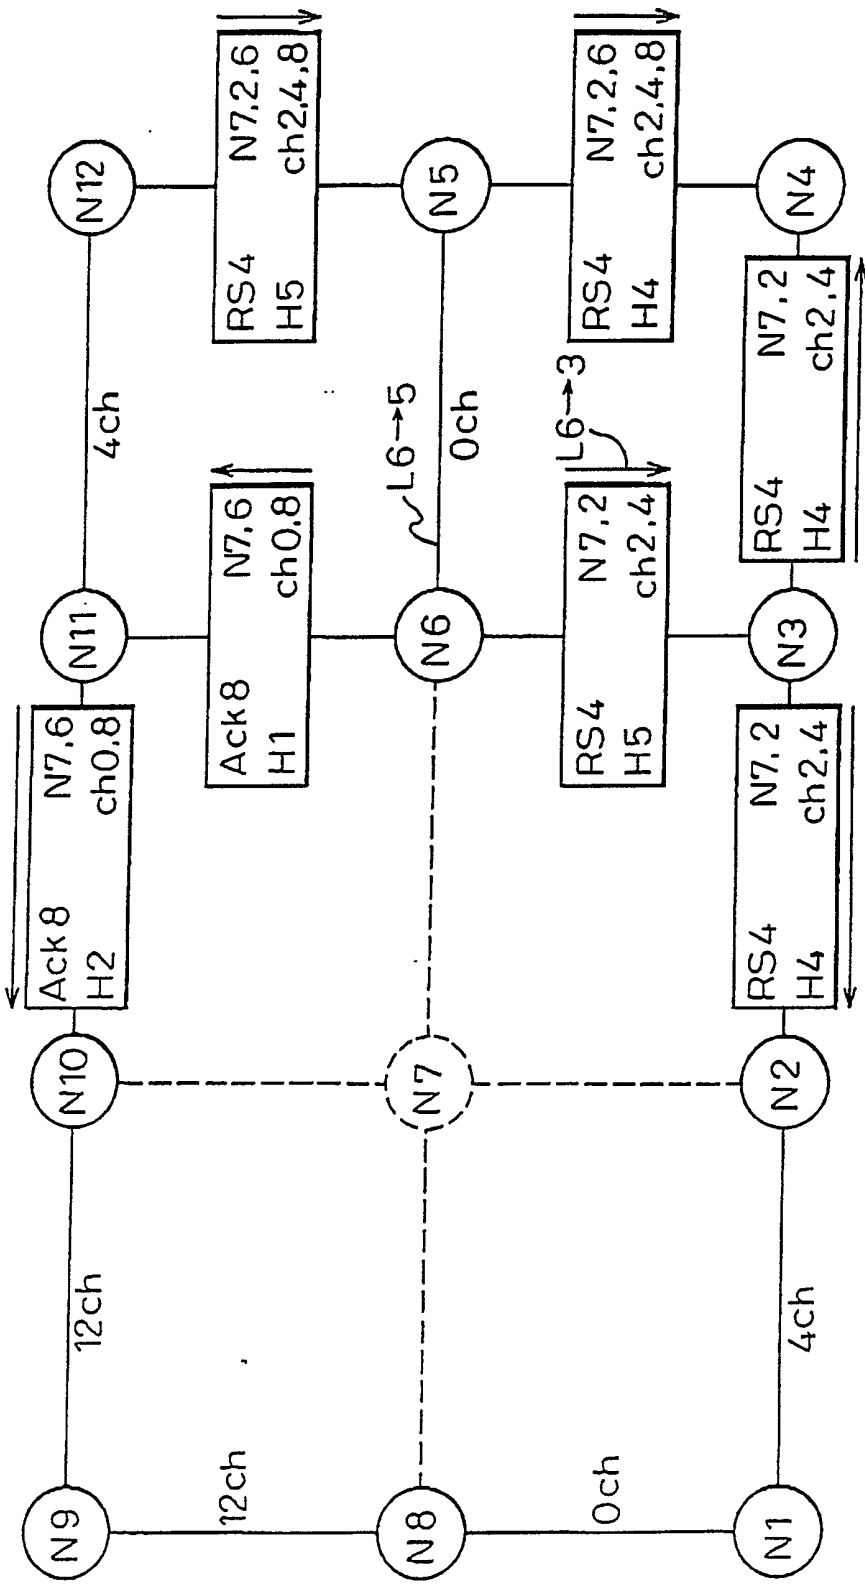 N9
12ch
N10
Ack8 N7,6
H2 ch0,8
N11
4ch
N12
12ch
Ack8 N7,6
H1 ch0,8
RS4 N7,2,6
H5 ch2,4,8
L6→5
N8
N7
N6
0ch
N5
0ch
RS4 N7,2
H5 ch2,4
L6→3
RS4 N7,2,6
H4 ch2,4,8
N1
4ch
N2
RS4 N7,2
H4 ch2,4
N3
RS4 N7,2
H4 ch2,4
N4